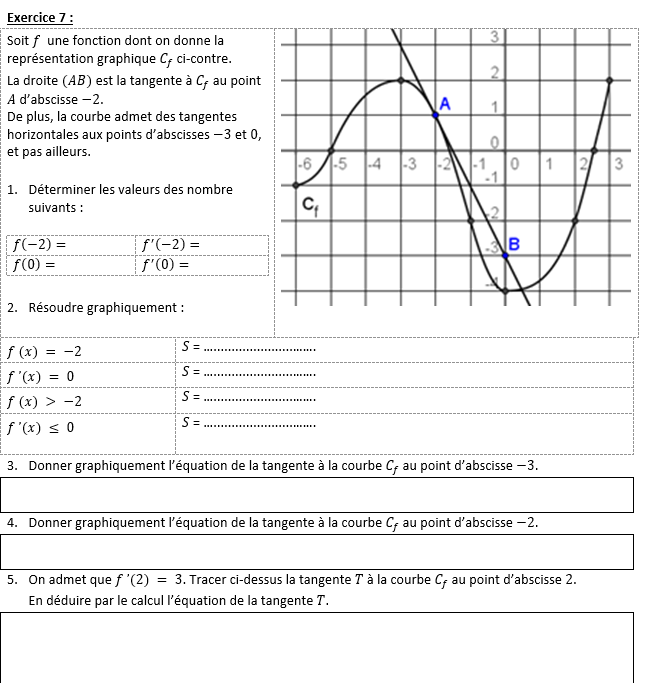 Exercice 7 :
Soit f une fonction dont on donne la
représentation graphique Cf ci-contre.
La droite (AB) est la tangente à Cf au point
A d'abscisse −2.
De plus, la courbe admet des tangentes
horizontales aux points d'abscisses −3 et 0,
et pas ailleurs.
1. Déterminer les valeurs des nombre
suivants :
f(−2) = f'(−2) =
f(0) = f'(0) =
2. Résoudre graphiquement :
3
2
A
1
0
-6 -5 -4 -3 -2 -1 0 1 2 3
-1
Cf
-2
-3 B
-4
f (x) = −2 S = ................................
f '(x) = 0 S = ................................
f (x) > −2 S = ................................
f '(x) ≤ 0 S = ................................
3. Donner graphiquement l'équation de la tangente à la courbe Cf au point d'abscisse −3.
4. Donner graphiquement l'équation de la tangente à la courbe Cf au point d'abscisse −2.
5. On admet que f '(2) = 3. Tracer ci-dessus la tangente T à la courbe Cf au point d'abscisse 2.
En déduire par le calcul l'équation de la tangente T.